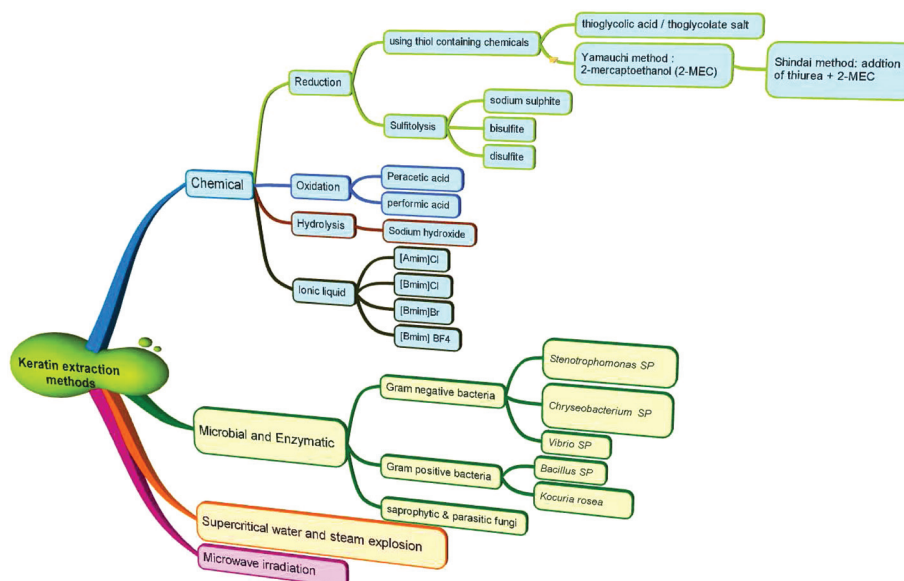 Keratin extraction
methods
Chemical
Reduction
using thiol containing chemicals
thioglycolic acid / thoglycolate salt
Yamauchi method :
2-mercaptoethanol (2-MEC)
Shindai method: addtion
of thiurea + 2-MEC
Sulfitolysis
sodium sulphite
bisulfite
disulfite
Oxidation
Peracetic acid
performic acid
Hydrolysis
Sodium hydroxide
Ionic liquid
[Amim]Cl
[Bmim]Cl
[Bmim]Br
[Bmim] BF4
Microbial and Enzymatic
Gram negative bacteria
Stenotrophomonas SP
Chryseobacterium SP
Vibrio SP
Gram positive bacteria
Bacillus SP
Kocuria rosea
saprophytic & parasitic fungi
Supercritical water and steam explosion
Microwave irradiation